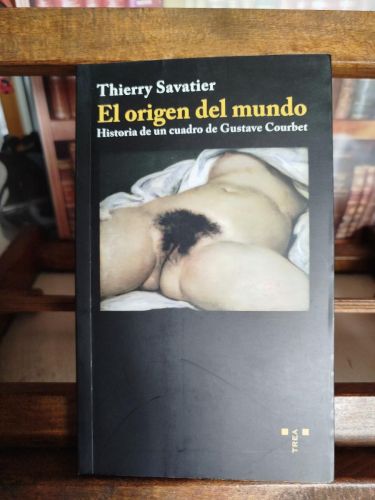 Thierry Savatier
El origen del mundo
Historia de un cuadro de Gustave Courbet
TREA